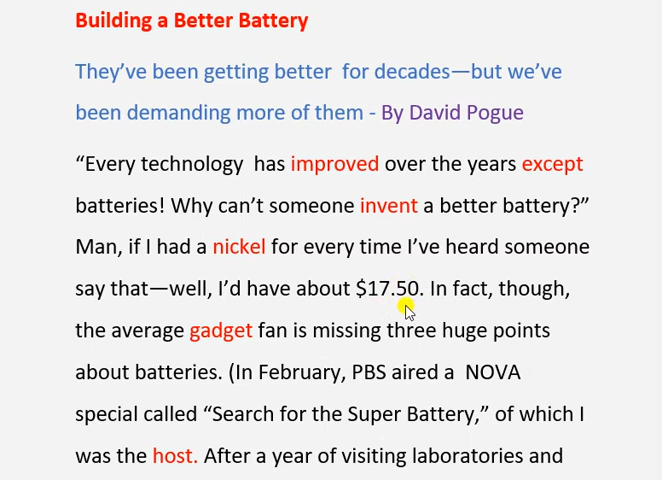 Building a Better Battery
They’ve been getting better  for decades—but we’ve
been demanding more of them - By David Pogue
“Every technology  has improved over the years except
batteries! Why can’t someone invent a better battery?”
Man, if I had a nickel for every time I’ve heard someone
say that—well, I’d have about $17.50. In fact, though,
the average gadget fan is missing three huge points
about batteries. (In February, PBS aired a  NOVA
special called “Search for the Super Battery,” of which I
was the host. After a year of visiting laboratories and